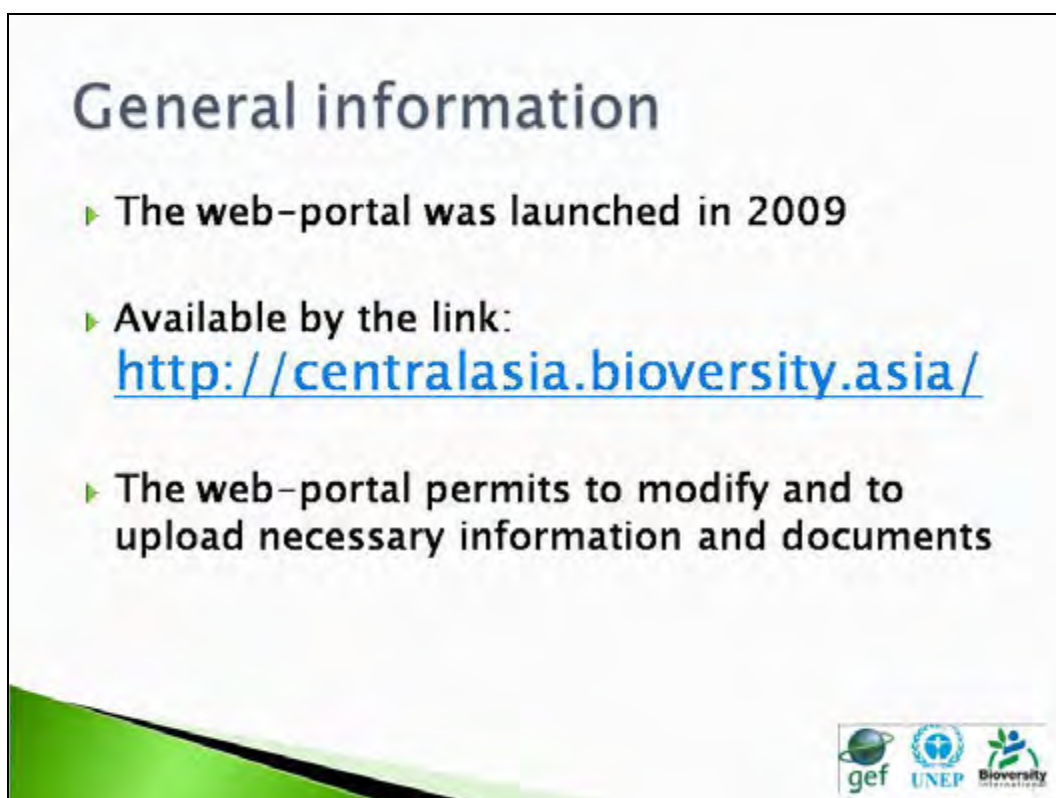 General information
The web-portal was launched in 2009
Available by the link:
http://centralasia.bioversity.asia/
The web-portal permits to modify and to
upload necessary information and documents
gef
UNEP
Bioversity
International